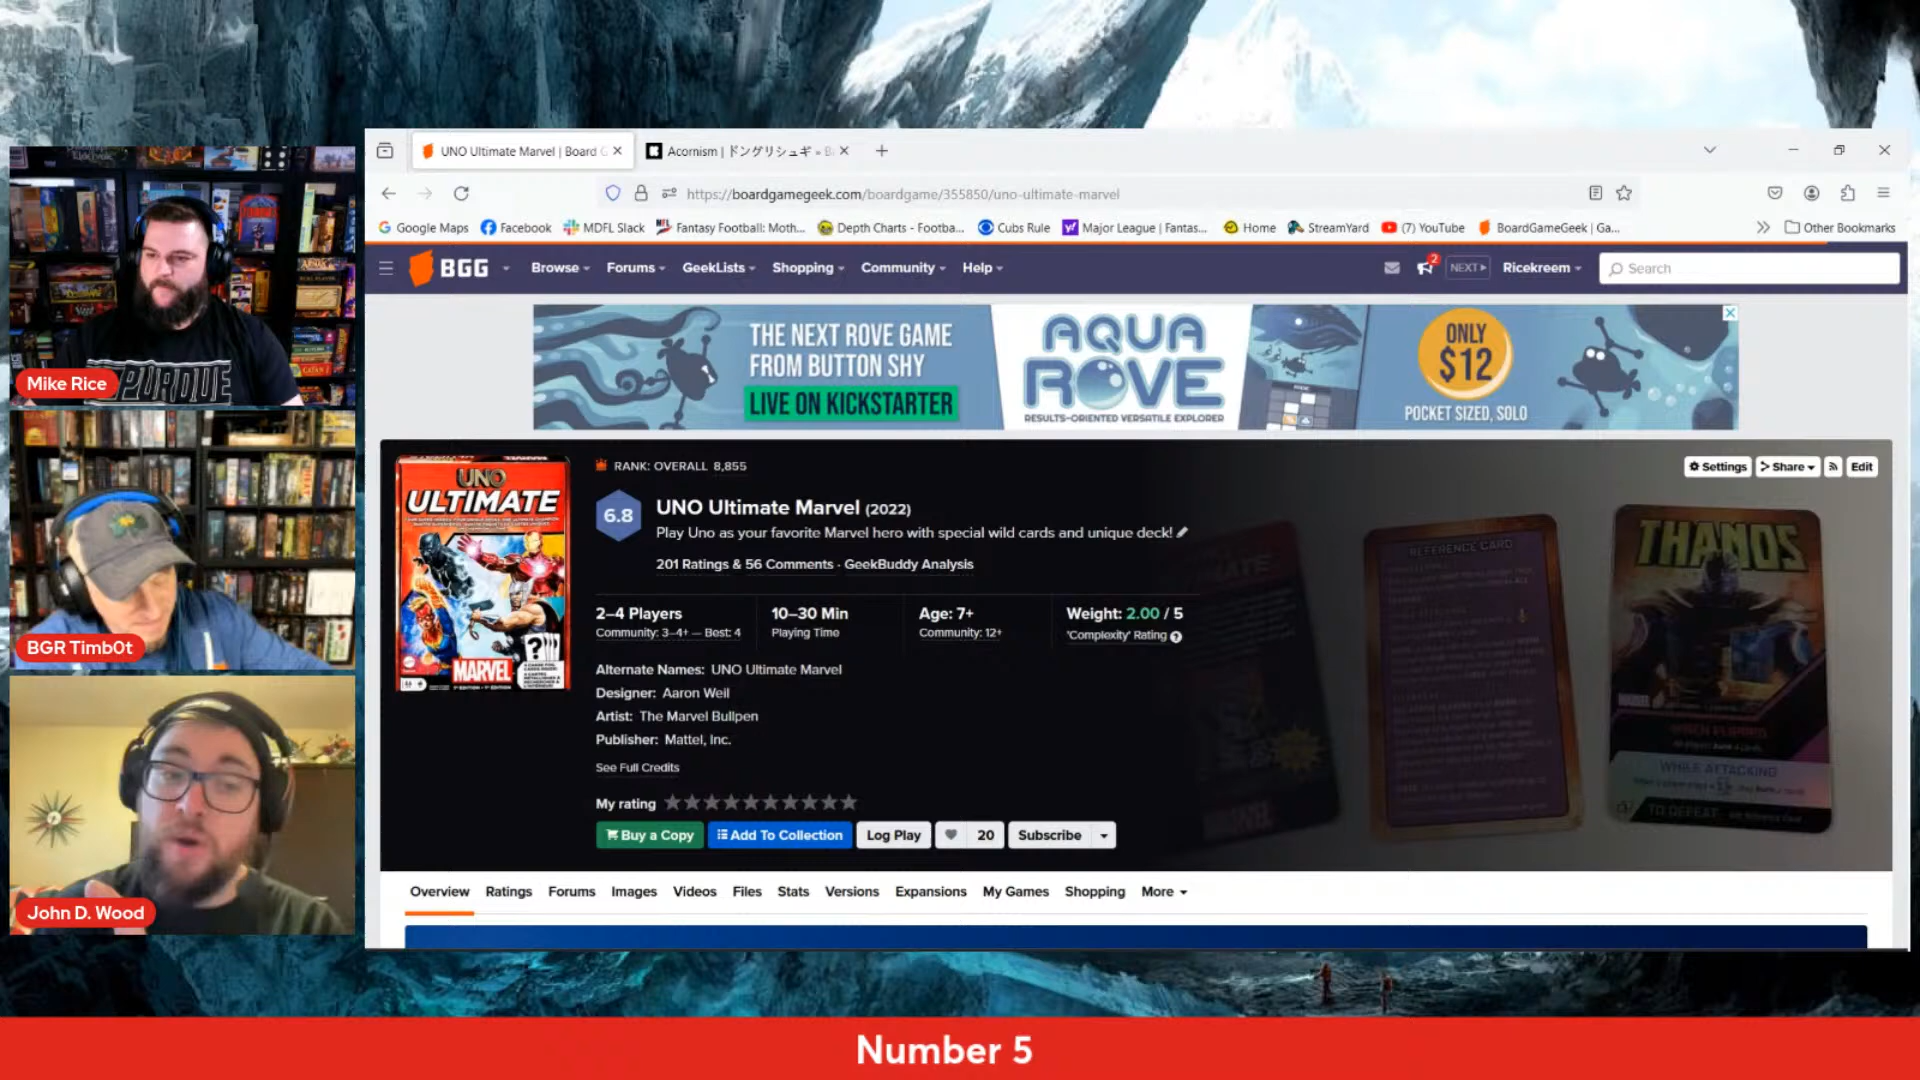 UNO Ultimate Marvel | Board G
Acornism | ドングリシュギ » B
https://boardgamegeek.com/boardgame/355850/uno-ultimate-marvel
Google Maps
Facebook
MDFL Slack
Fantasy Football: Moth...
Depth Charts - Footba...
Cubs Rule
Major League | Fantas...
Home
StreamYard
(7) YouTube
BoardGameGeek | Ga...
Other Bookmarks
BGG
Browse
Forums
GeekLists
Shopping
Community
Help
2
NEXT
Ricekreem
Search
THE NEXT ROVE GAME
FROM BUTTON SHY
LIVE ON KICKSTARTER
AQUA
ROVE
RESULTS-ORIENTED VERSATILE EXPLORER
ONLY
$12
POCKET SIZED, SOLO
PURDUE
Mike Rice
BGR Timb0t
John D. Wood
UNO
ULTIMATE
MARVEL
RANK: OVERALL 8,855
6.8
UNO Ultimate Marvel (2022)
Play Uno as your favorite Marvel hero with special wild cards and unique deck!
201 Ratings & 56 Comments · GeekBuddy Analysis
2–4 Players
Community: 3–4+ — Best: 4
10–30 Min
Playing Time
Age: 7+
Community: 12+
Weight: 2.00 / 5
'Complexity' Rating
Alternate Names: UNO Ultimate Marvel
Designer: Aaron Weil
Artist: The Marvel Bullpen
Publisher: Mattel, Inc.
See Full Credits
My rating
Buy a Copy
Add To Collection
Log Play
20
Subscribe
Settings
Share
Edit
REFERENCE CARD
THANOS
WHEN FLIPPED
WHILE ATTACKING
TO DEFEAT
Overview
Ratings
Forums
Images
Videos
Files
Stats
Versions
Expansions
My Games
Shopping
More
Number 5